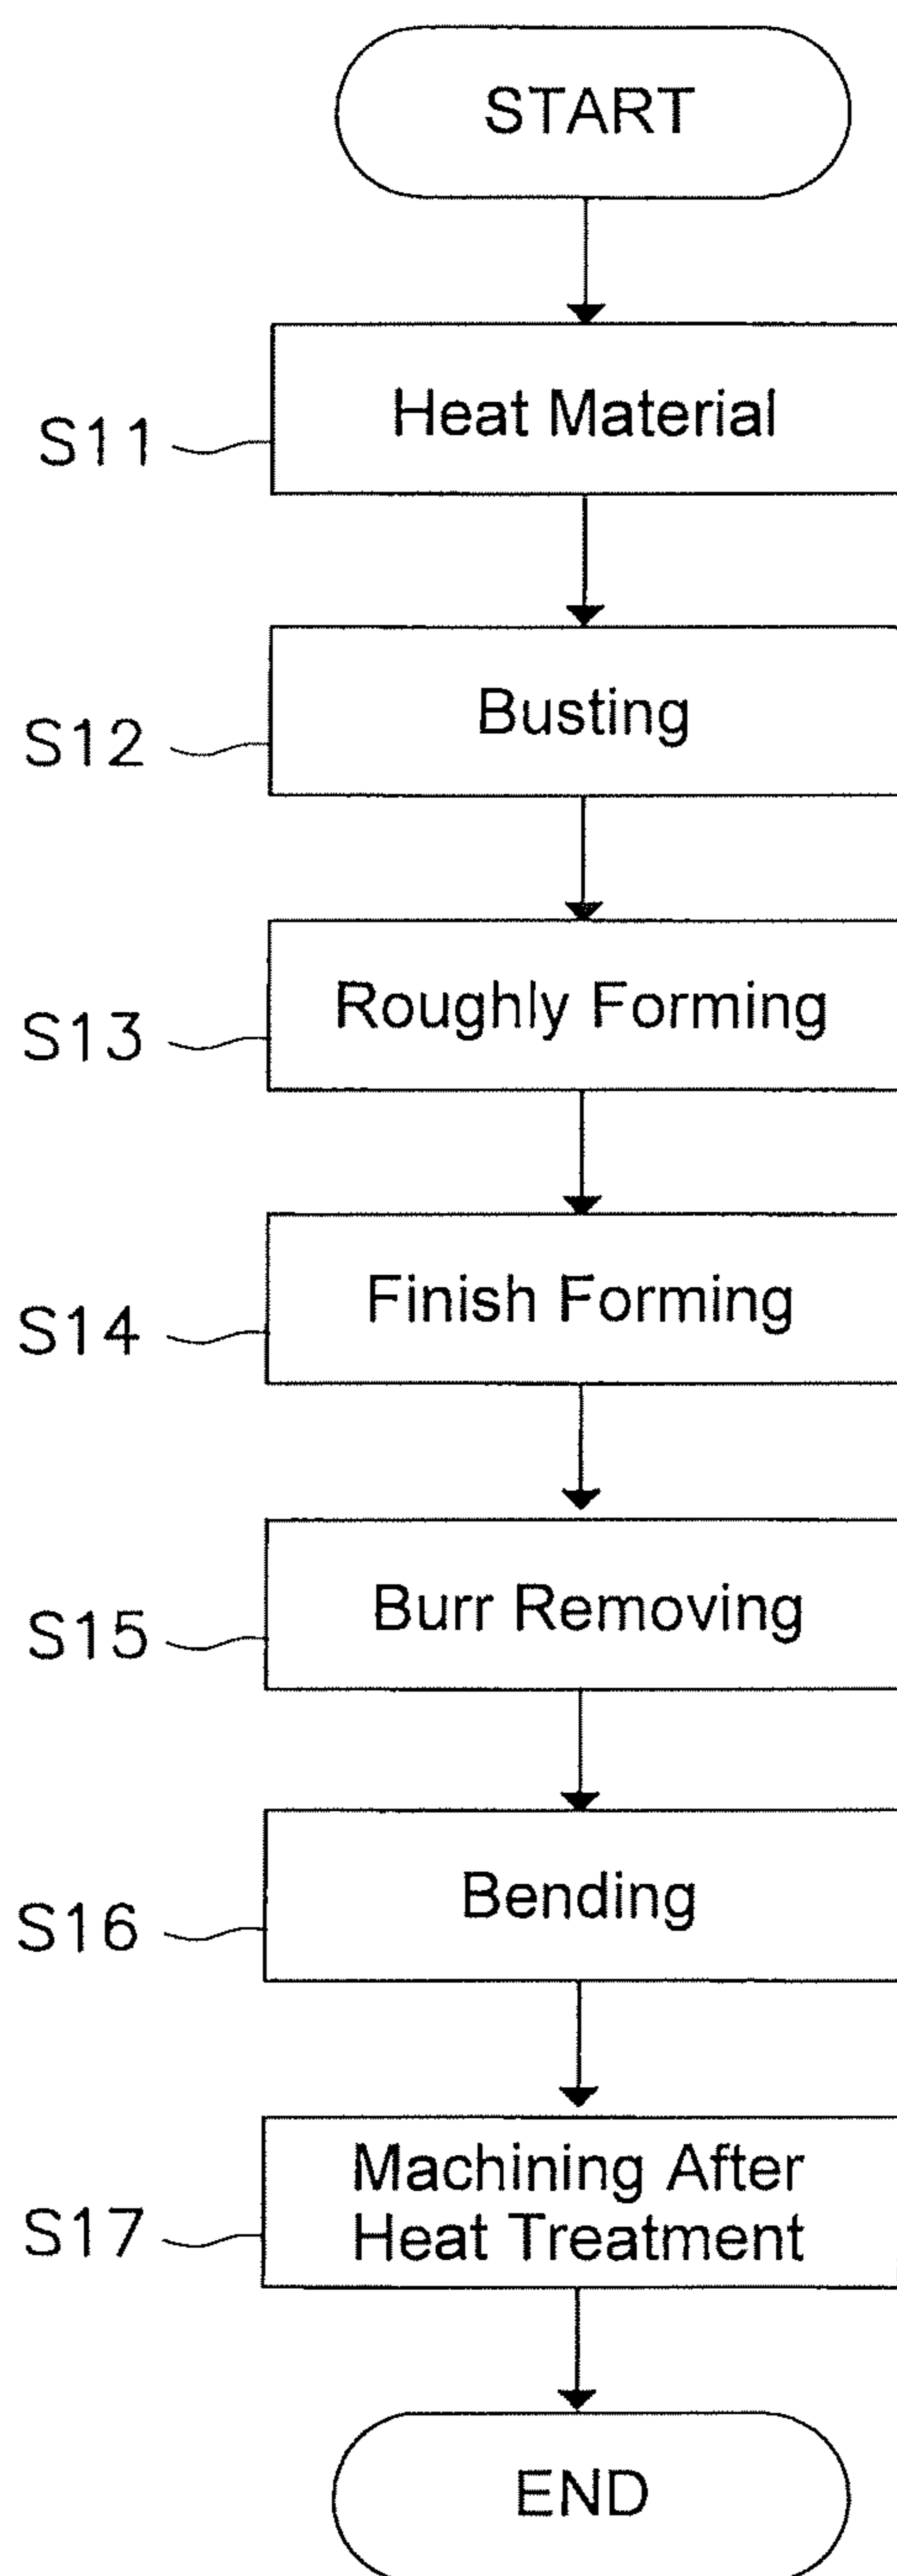 START
S11
Heat Material
S12
Busting
S13
Roughly Forming
S14
Finish Forming
S15
Burr Removing
S16
Bending
S17
Machining After
Heat Treatment
END